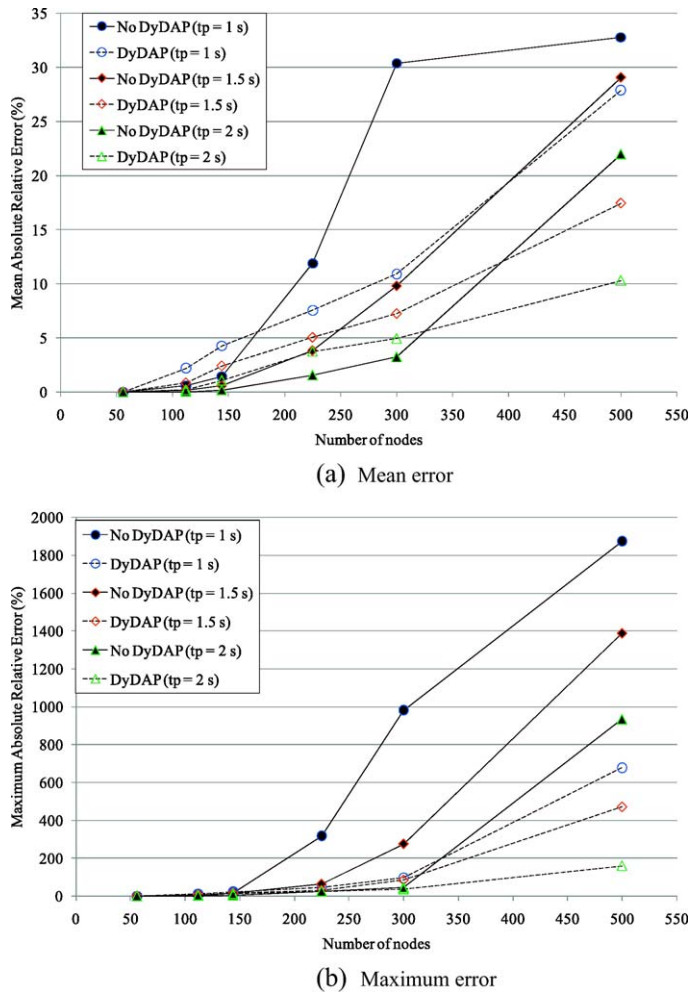 35
30
25
20
15
10
5
0
Mean Absolute Relative Error (%)
No DyDAP (tp = 1 s)
DyDAP (tp = 1 s)
No DyDAP (tp = 1.5 s)
DyDAP (tp = 1.5 s)
No DyDAP (tp = 2 s)
DyDAP (tp = 2 s)
0 50 100 150 200 250 300 350 400 450 500 550
Number of nodes
(a) Mean error
2000
1800
1600
1400
1200
1000
800
600
400
200
0
Maximum Absolute Relative Error (%)
No DyDAP (tp = 1 s)
DyDAP (tp = 1 s)
No DyDAP (tp = 1.5 s)
DyDAP (tp = 1.5 s)
No DyDAP (tp = 2 s)
DyDAP (tp = 2 s)
0 50 100 150 200 250 300 350 400 450 500 550
Number of nodes
(b) Maximum error